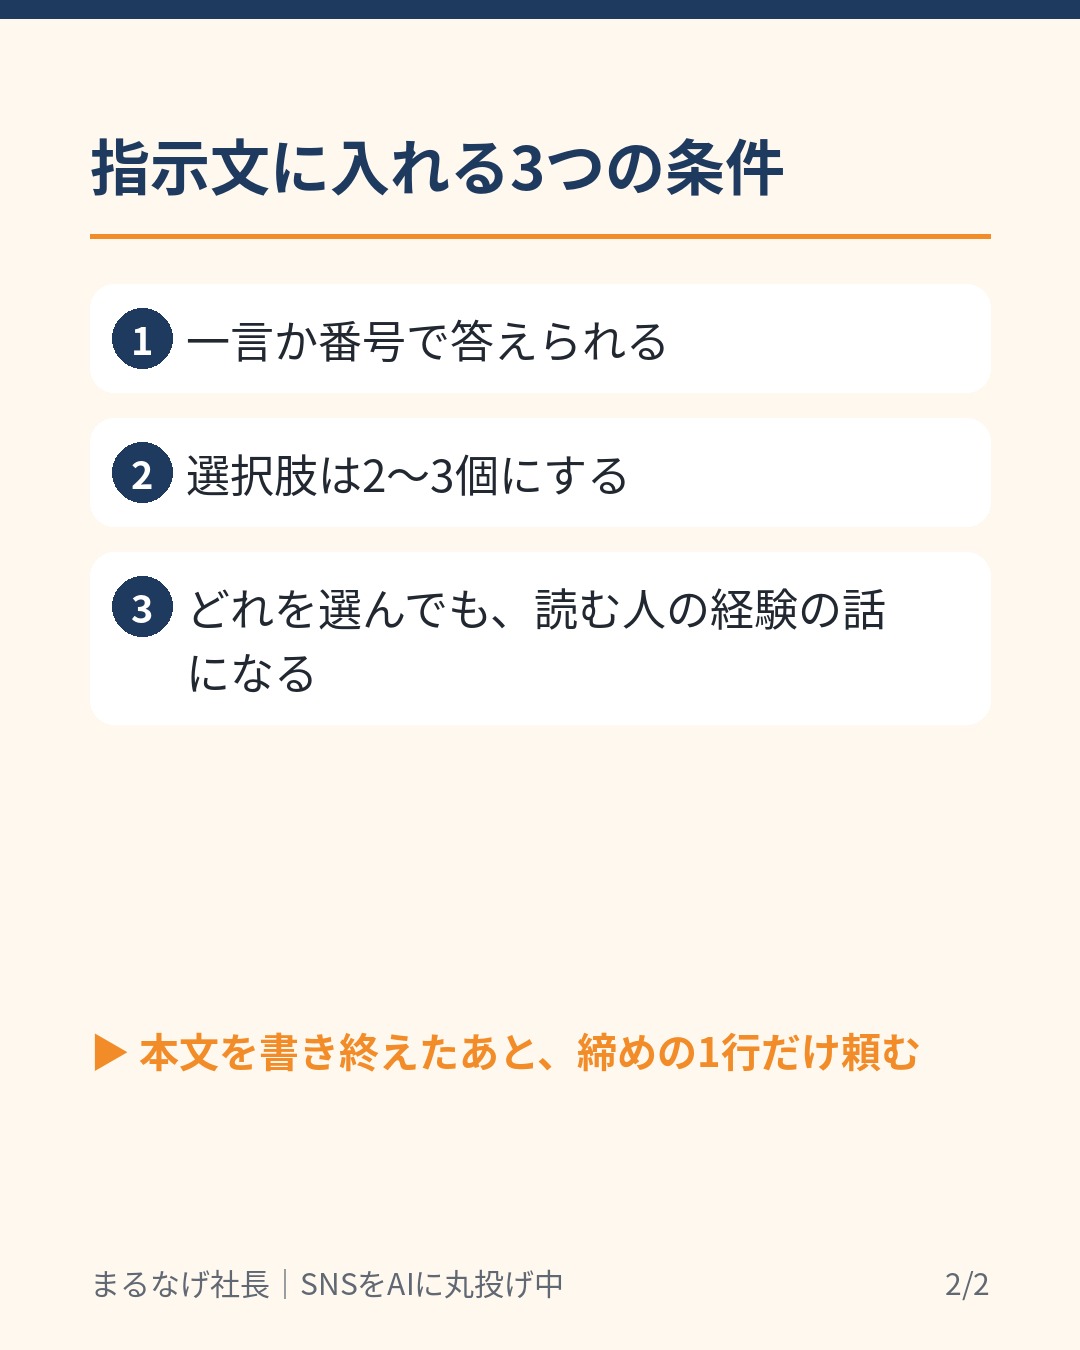 指示文に入れる3つの条件
1 一言か番号で答えられる
2 選択肢は2〜3個にする
3 どれを選んでも、読む人の経験の話
になる
▶ 本文を書き終えたあと、締めの1行だけ頼む
まるなげ社長｜SNSをAIに丸投げ中
2/2